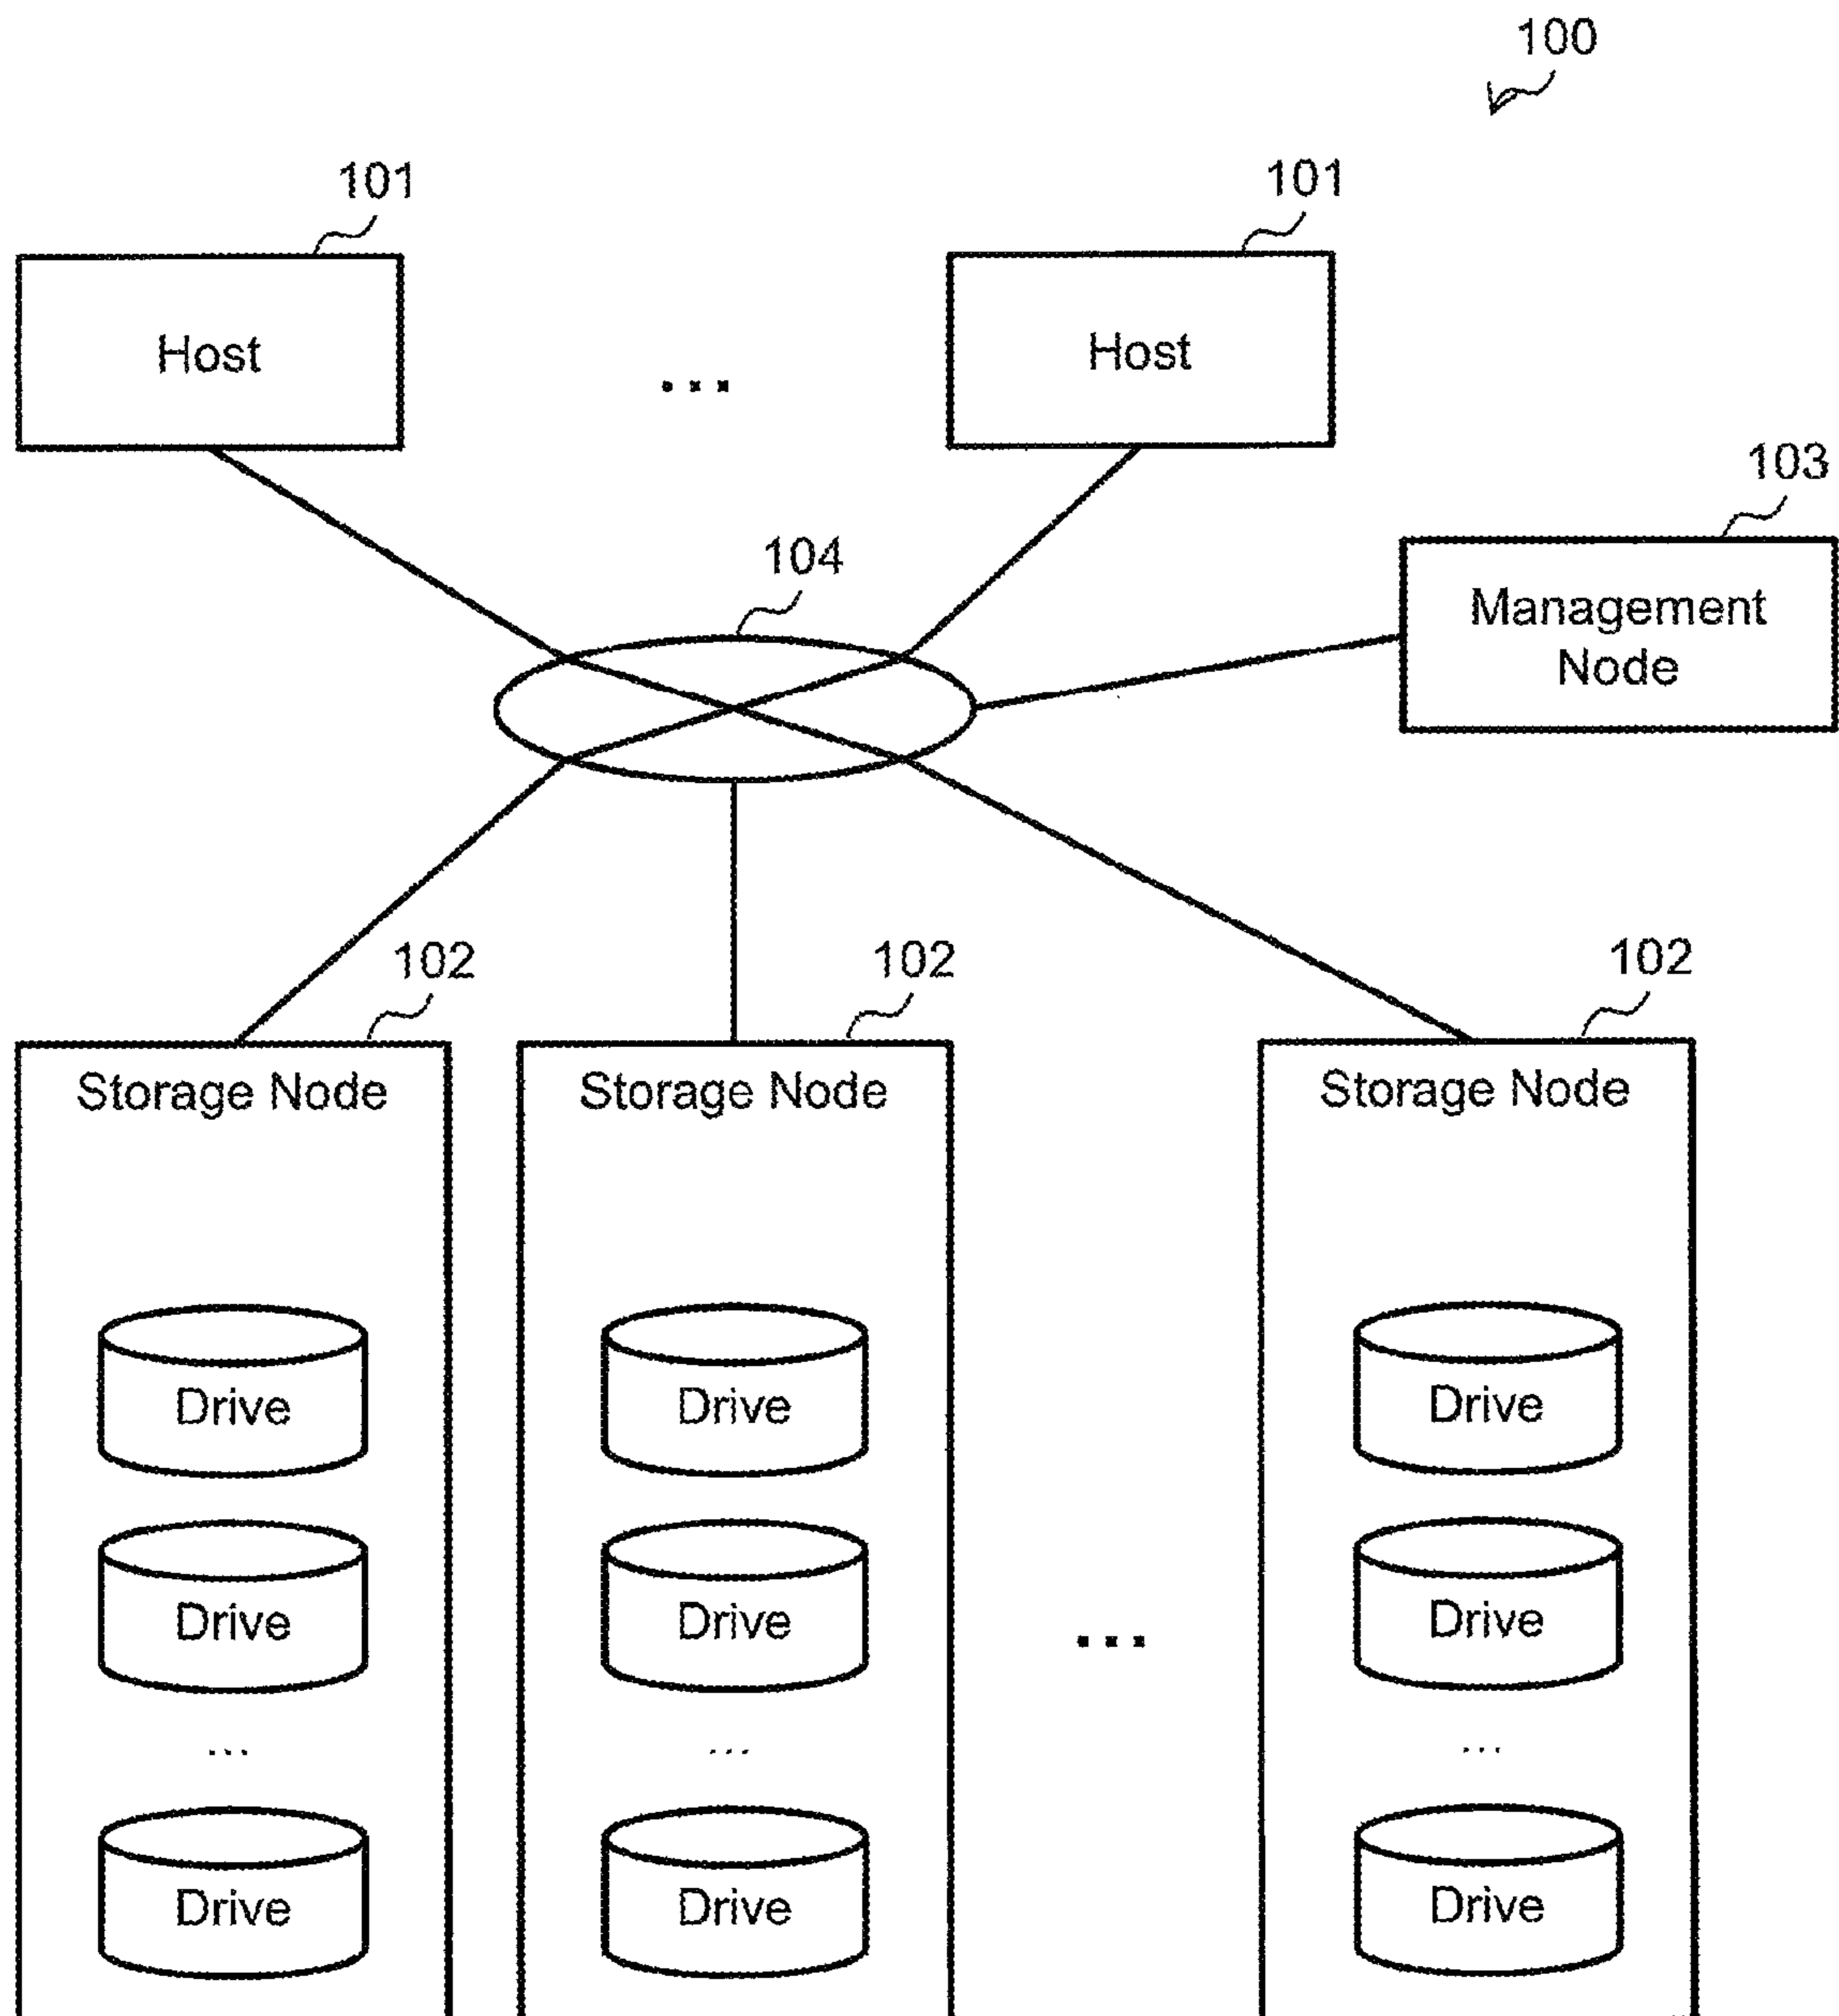 100
101
101
Host
...
Host
103
104
Management
Node
102
102
102
Storage Node
Storage Node
Storage Node
Drive
Drive
Drive
Drive
Drive
...
Drive
...
...
...
Drive
Drive
Drive